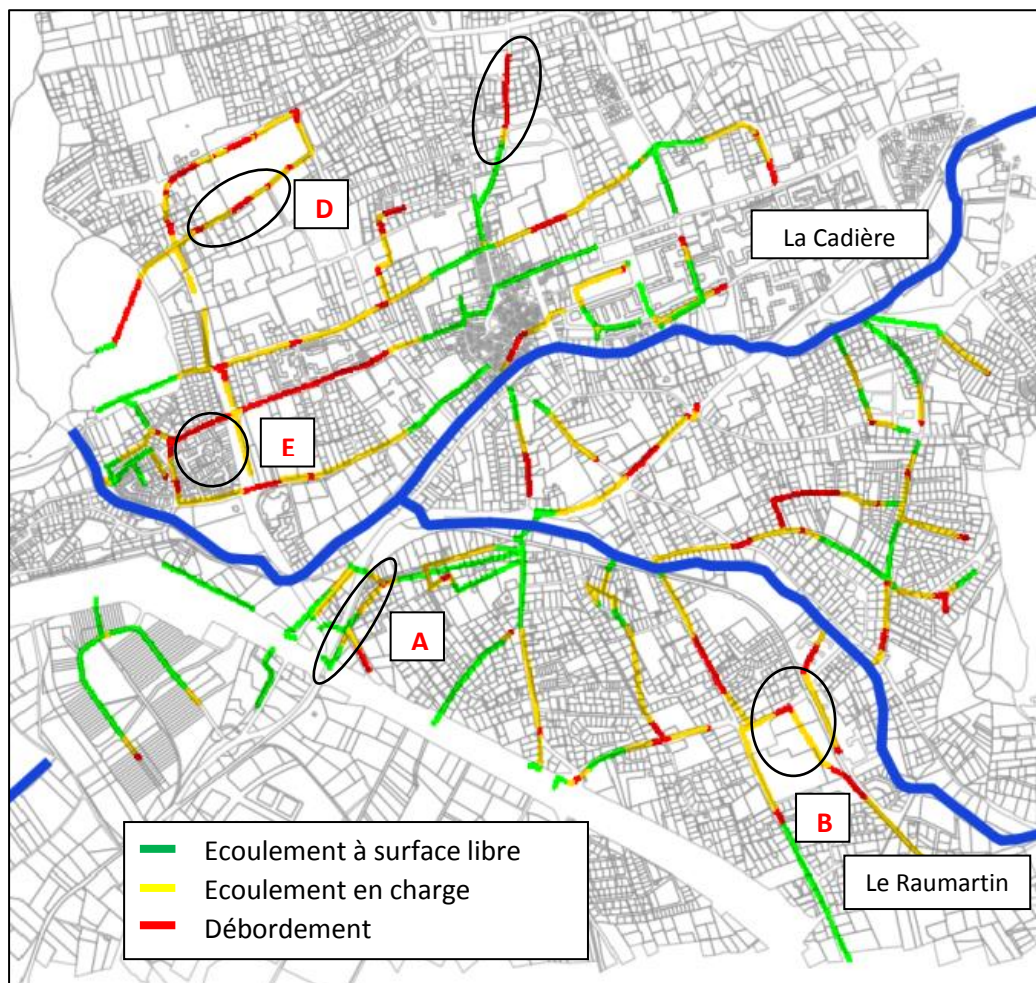 D
La Cadière
E
A
B
Le Raumartin
Ecoulement à surface libre
Ecoulement en charge
Débordement